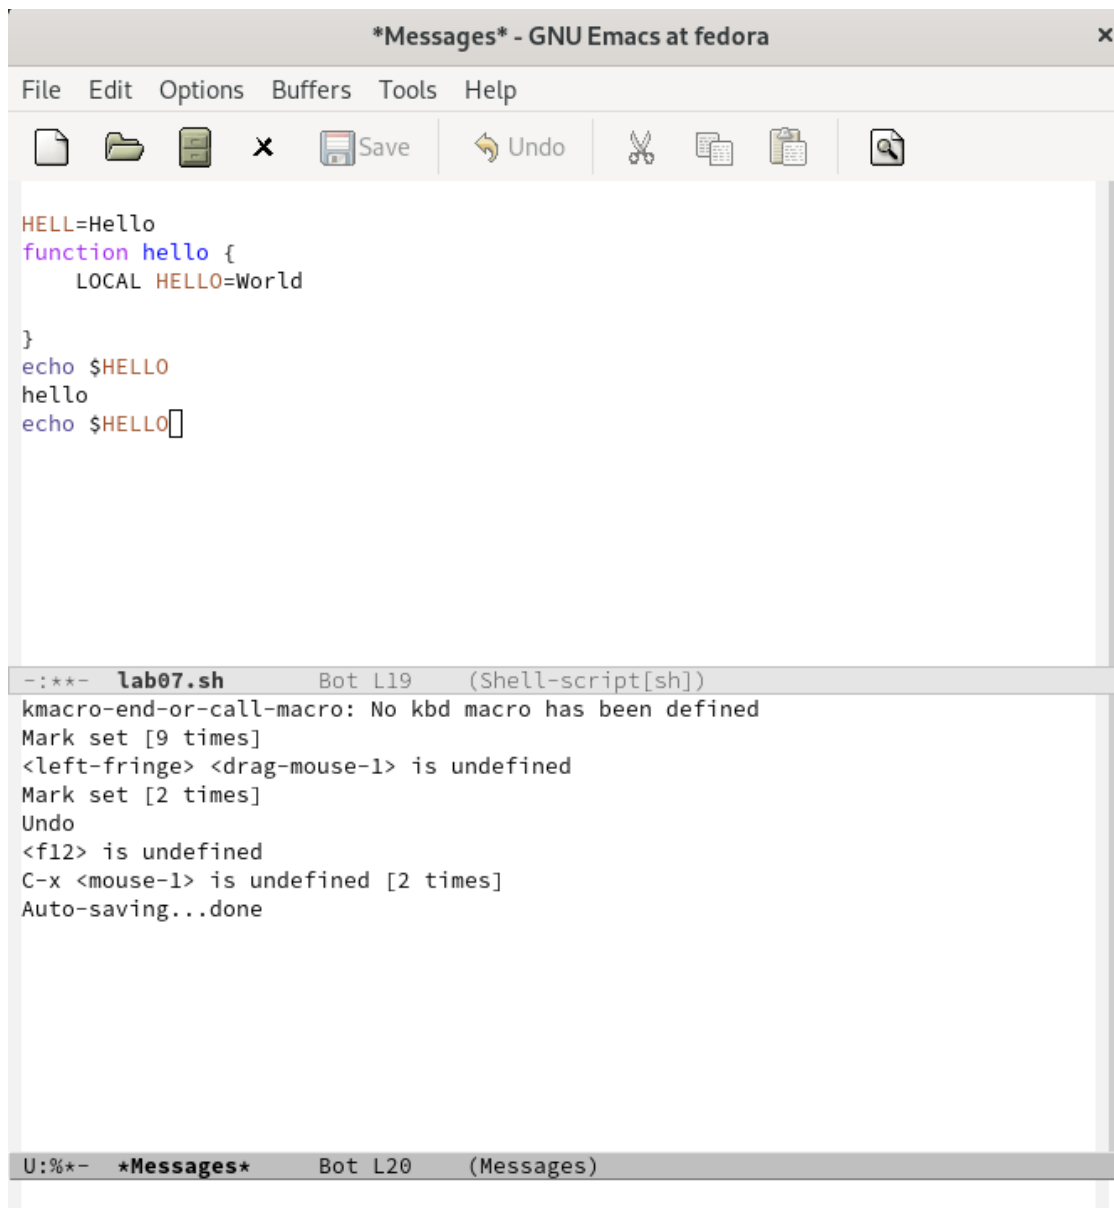 *Messages* - GNU Emacs at fedora ×
File Edit Options Buffers Tools Help
Save Undo
HELL=Hello
function hello {
    LOCAL HELLO=World
}
echo $HELLO
hello
echo $HELLO
-:**-  lab07.sh       Bot L19    (Shell-script[sh])
kmacro-end-or-call-macro: No kbd macro has been defined
Mark set [9 times]
<left-fringe> <drag-mouse-1> is undefined
Mark set [2 times]
Undo
<f12> is undefined
C-x <mouse-1> is undefined [2 times]
Auto-saving...done
U:%*-  *Messages*     Bot L20    (Messages)